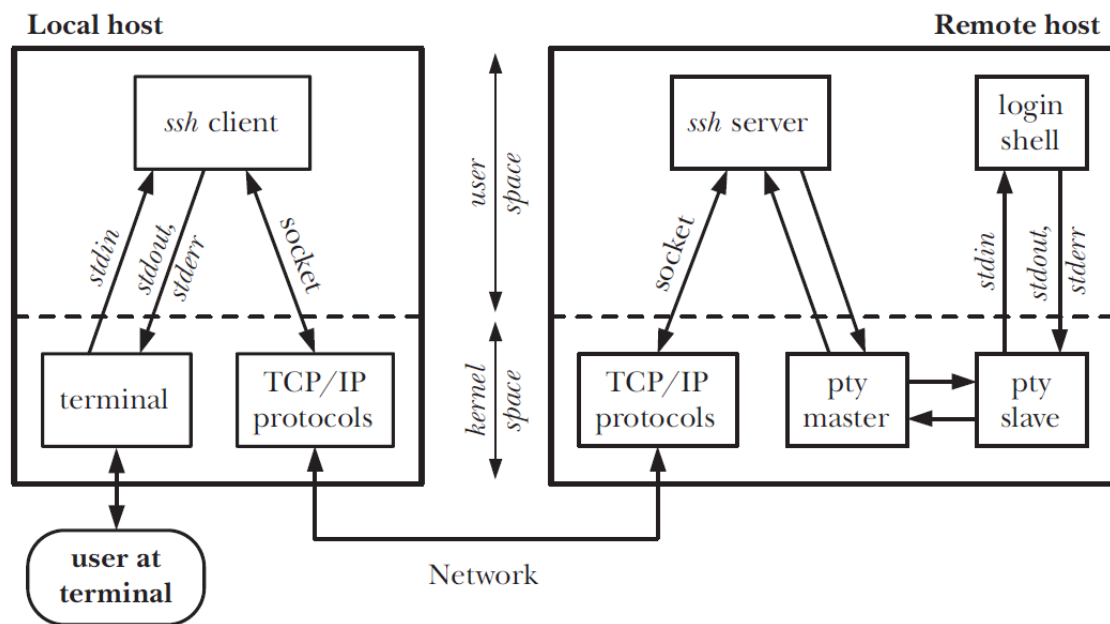 Local host
Remote host
ssh client
ssh server
login
shell
user
space
stdin
stdout,
stderr
socket
socket
stdin
stdout,
stderr
terminal
TCP/IP
protocols
kernel
space
TCP/IP
protocols
pty
master
pty
slave
user at
terminal
Network